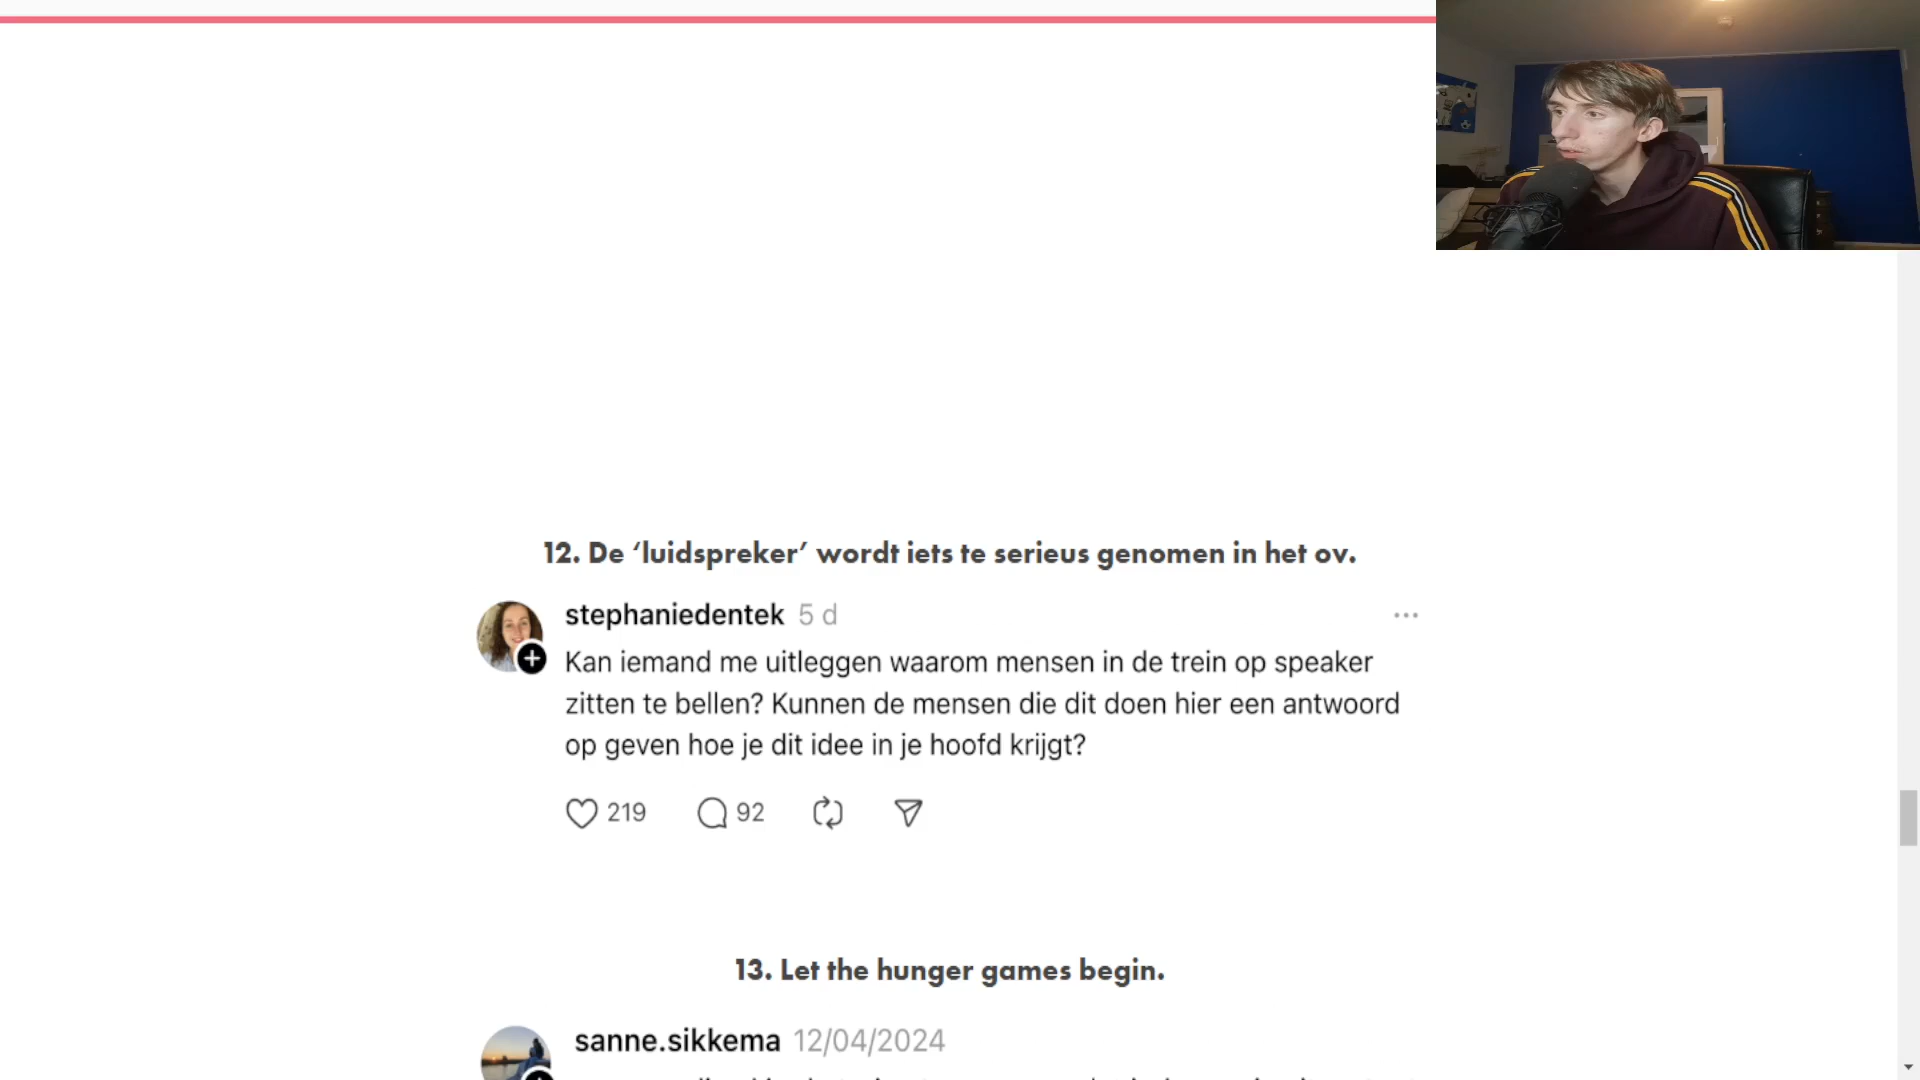 12. De ‘luidspreker’ wordt iets te serieus genomen in het ov.
stephaniedentek 5 d
Kan iemand me uitleggen waarom mensen in de trein op speaker
zitten te bellen? Kunnen de mensen die dit doen hier een antwoord
op geven hoe je dit idee in je hoofd krijgt?
219 92
13. Let the hunger games begin.
sanne.sikkema 12/04/2024